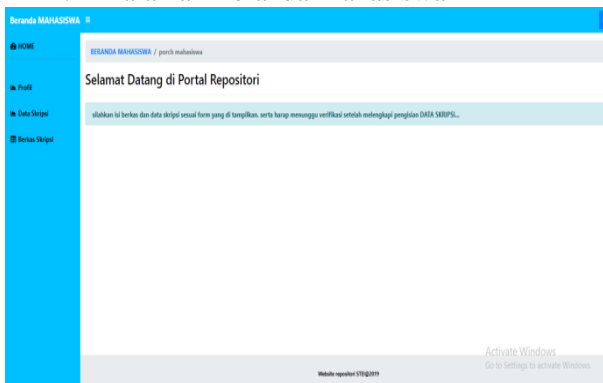 Beranda MAHASISWA
HOME
BERANDA MAHASISWA / porch mahasiswa
Selamat Datang di Portal Repositori
Profil
Data Skripsi
silahkan isi berkas dan data skripsi sesuai form yang di tampilkan. serta harap menunggu verifikasi setelah melengkapi pengisian DATA SKRIPSI...
Berkas Skripsi
Activate Windows
Go to Settings to activate Windows.
Website repositori STEI@2019